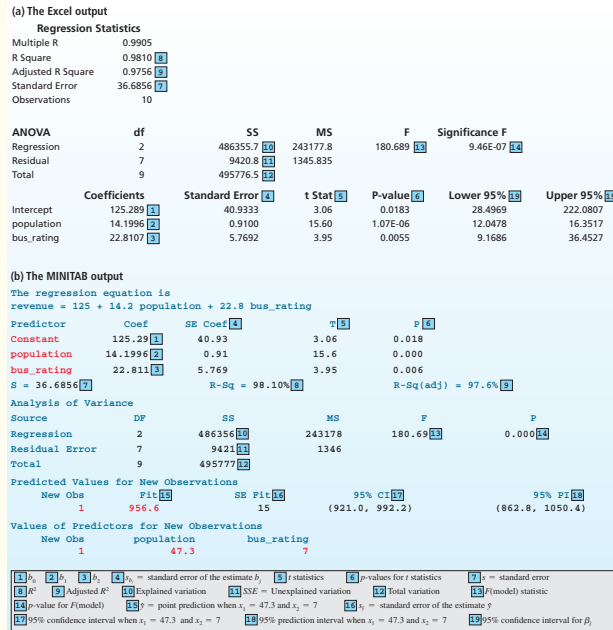 (a) The Excel output
Regression Statistics
Multiple R 0.9905
R Square 0.9810 8
Adjusted R Square 0.9756 9
Standard Error 36.6856 7
Observations 10
ANOVA df SS MS F Significance F
Regression 2 486355.7 10 243177.8 180.689 13 9.46E-07 14
Residual 7 9420.8 11 1345.835
Total 9 495776.5 12
Coefficients Standard Error 4 t Stat 5 P-value 6 Lower 95% 19 Upper 95% 19
Intercept 125.289 1 40.9333 3.06 0.0183 28.4969 222.0807
population 14.1996 2 0.9100 15.60 1.07E-06 12.0478 16.3517
bus_rating 22.8107 3 5.7692 3.95 0.0055 9.1686 36.4527
(b) The MINITAB output
The regression equation is
revenue = 125 + 14.2 population + 22.8 bus_rating
Predictor Coef SE Coef 4 T 5 P 6
Constant 125.29 1 40.93 3.06 0.018
population 14.1996 2 0.91 15.6 0.000
bus_rating 22.811 3 5.769 3.95 0.006
S = 36.6856 7 R-Sq = 98.10% 8 R-Sq(adj) = 97.6% 9
Analysis of Variance
Source DF SS MS F P
Regression 2 486356 10 243178 180.69 13 0.000 14
Residual Error 7 9421 11 1346
Total 9 495777 12
Predicted Values for New Observations
New Obs Fit 15 SE Fit 16 95% CI 17 95% PI 18
1 956.6 15 (921.0, 992.2) (862.8, 1050.4)
Values of Predictors for New Observations
New Obs population bus_rating
1 47.3 7
1 b₀ 2 b₁ 3 b₂ 4 s_bⱼ = standard error of the estimate bⱼ 5 t statistics 6 p-values for t statistics 7 s = standard error
8 R² 9 Adjusted R² 10 Explained variation 11 SSE = Unexplained variation 12 Total variation 13 F(model) statistic
14 p-value for F(model) 15 ŷ = point prediction when x₁ = 47.3 and x₂ = 7 16 s_ŷ = standard error of the estimate ŷ
17 95% confidence interval when x₁ = 47.3 and x₂ = 7 18 95% prediction interval when x₁ = 47.3 and x₂ = 7 19 95% confidence interval for βⱼ